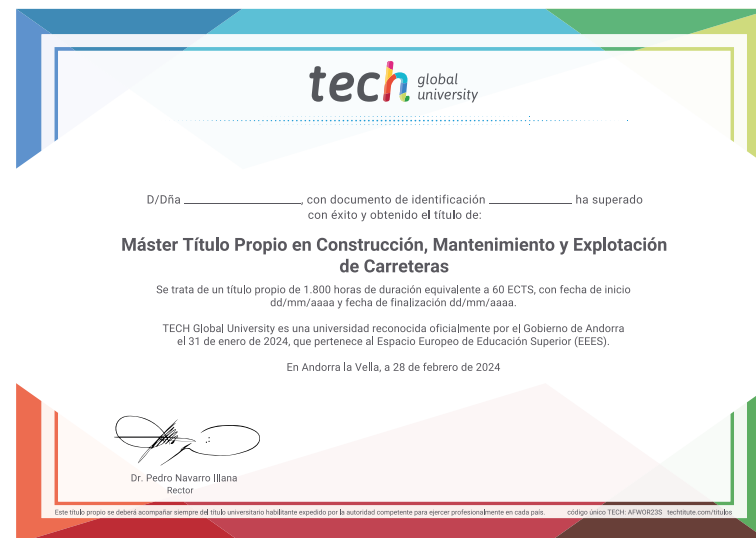 tech global university
D/Dña ____________________, con documento de identificación ______________ ha superado
con éxito y obtenido el título de:
Máster Título Propio en Construcción, Mantenimiento y Explotación
de Carreteras
Se trata de un título propio de 1.800 horas de duración equivalente a 60 ECTS, con fecha de inicio
dd/mm/aaaa y fecha de finalización dd/mm/aaaa.
TECH Global University es una universidad reconocida oficialmente por el Gobierno de Andorra
el 31 de enero de 2024, que pertenece al Espacio Europeo de Educación Superior (EEES).
En Andorra la Vella, a 28 de febrero de 2024
Dr. Pedro Navarro Illana
Rector
Este título propio se deberá acompañar siempre del título universitario habilitante expedido por la autoridad competente para ejercer profesionalmente en cada país. código único TECH: AFWOR23S techtitute.com/titulos